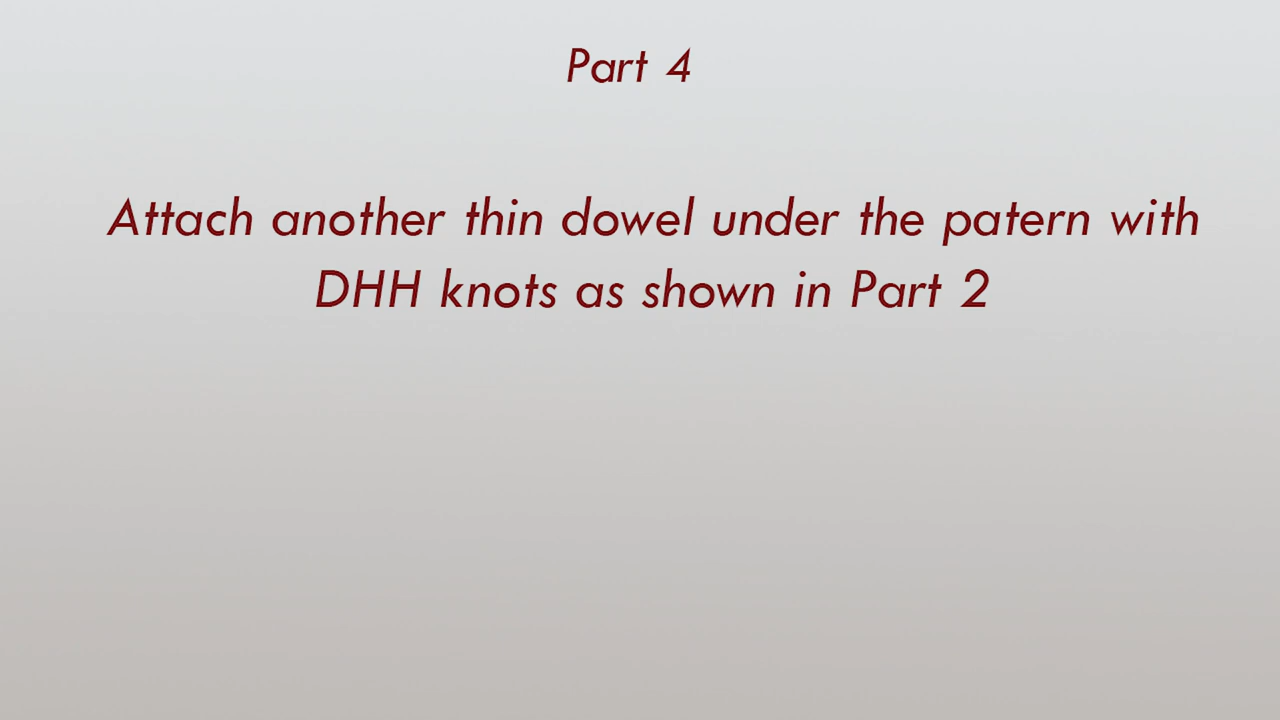 Part 4
Attach another thin dowel under the patern with
DHH knots as shown in Part 2